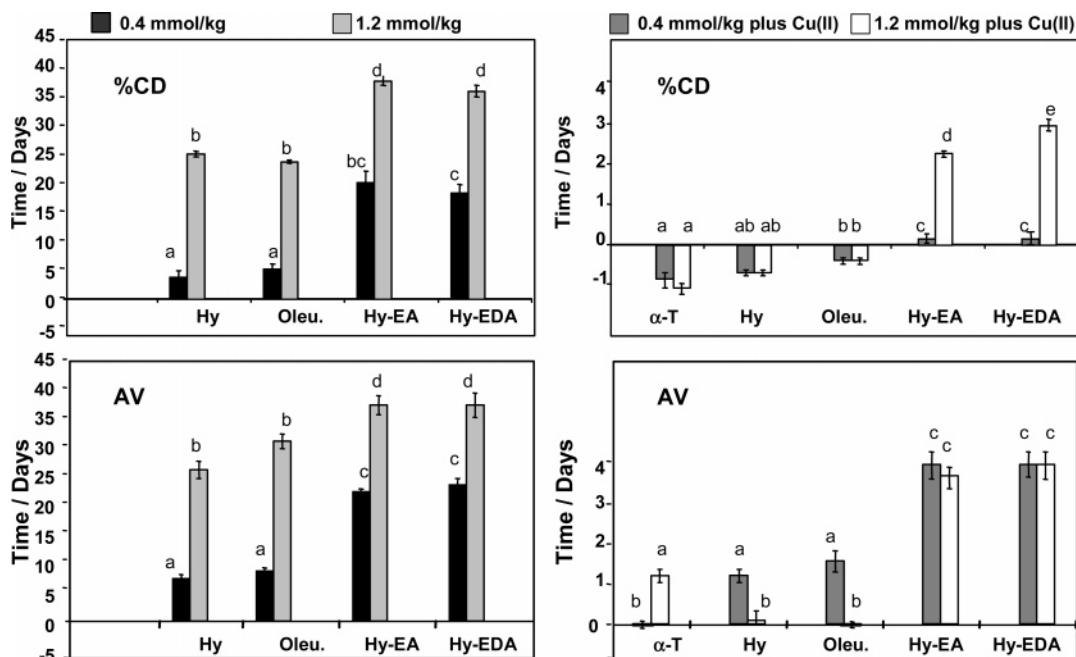 0.4 mmol/kg 1.2 mmol/kg
%CD
Time / Days
45
40
35
30
25
20
15
10
5
0
-5
a b a b bc d c d
Hy Oleu. Hy-EA Hy-EDA
0.4 mmol/kg plus Cu(II) 1.2 mmol/kg plus Cu(II)
%CD
Time / Days
4
3
2
1
0
-1
a a ab ab b b c d c e
α-T Hy Oleu. Hy-EA Hy-EDA
AV
Time / Days
45
40
35
30
25
20
15
10
5
0
-5
a b a b c d c d
Hy Oleu. Hy-EA Hy-EDA
AV
Time / Days
4
3
2
1
0
b a a b a b c c c c
α-T Hy Oleu. Hy-EA Hy-EDA